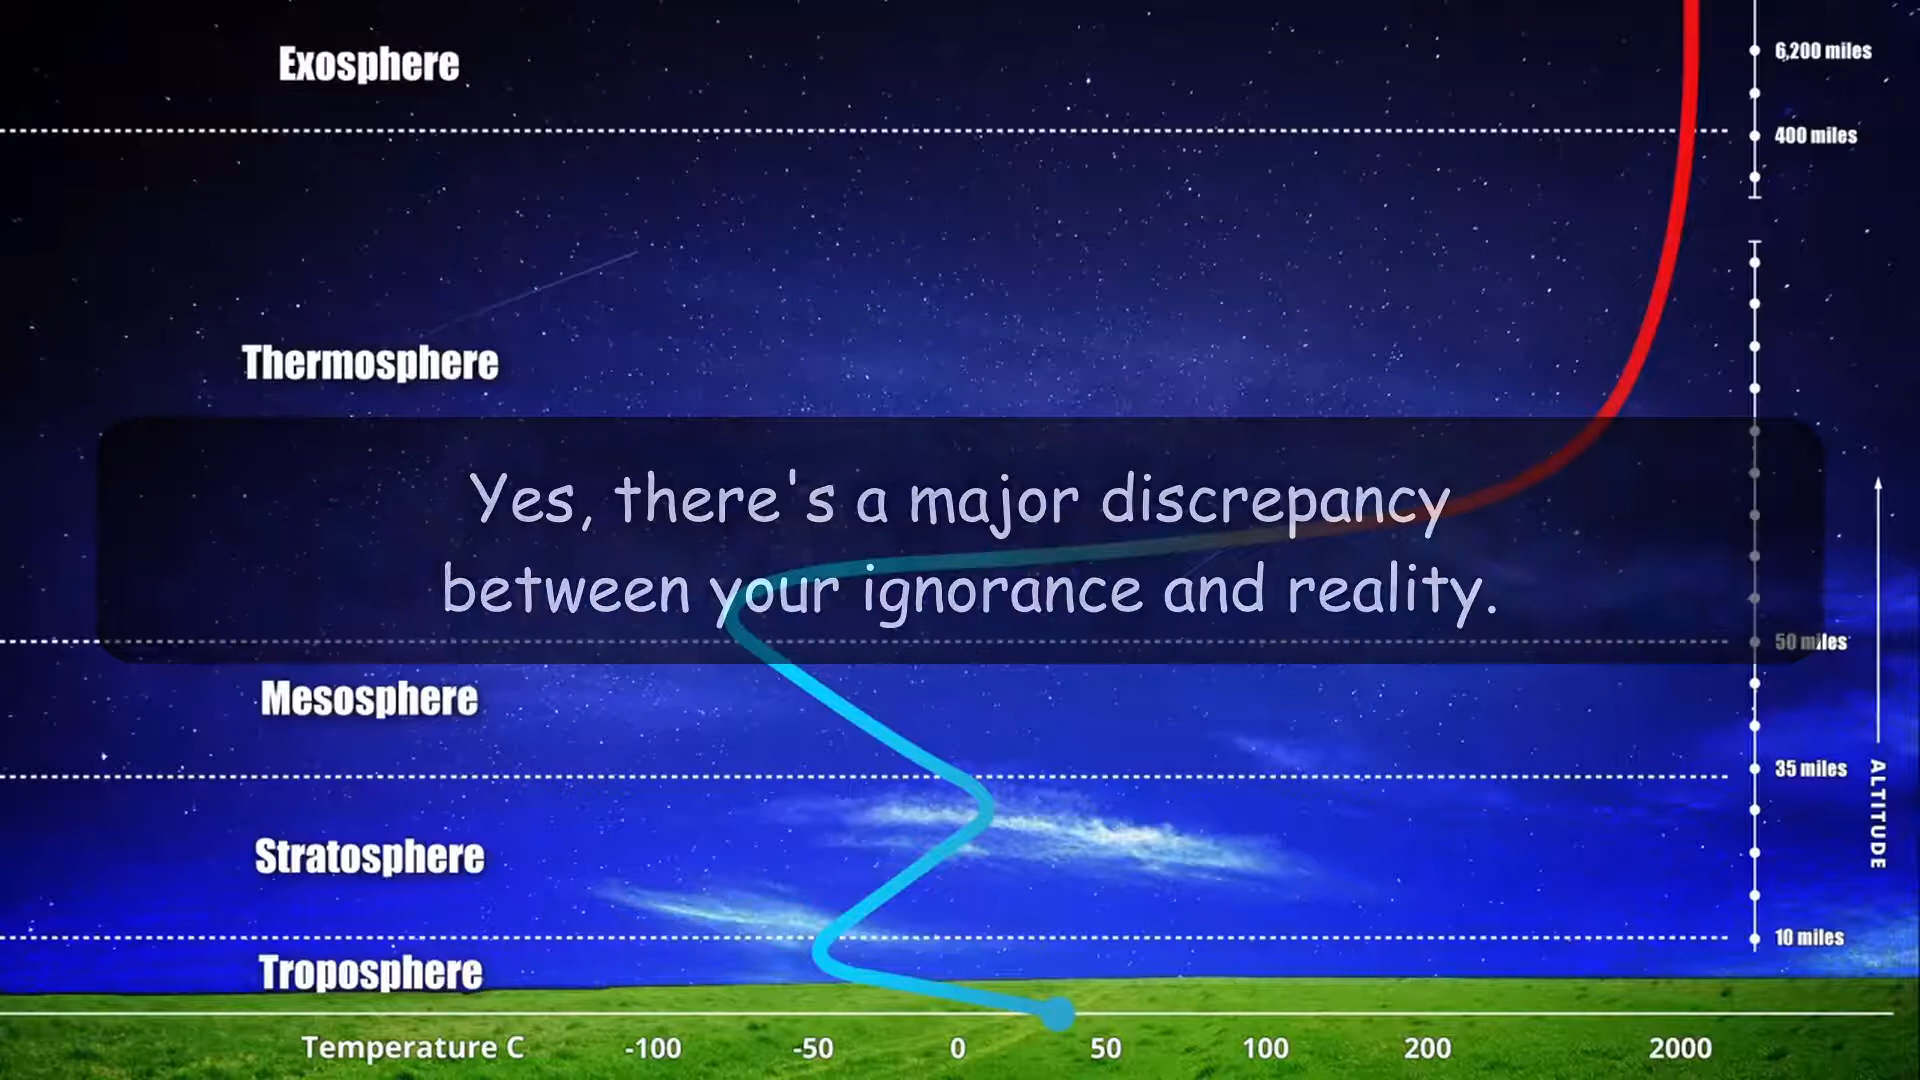 Exosphere
6,200 miles
400 miles
Thermosphere
Yes, there's a major discrepancy
between your ignorance and reality.
50 miles
Mesosphere
35 miles
ALTITUDE
Stratosphere
10 miles
Troposphere
Temperature C -100 -50 0 50 100 200 2000